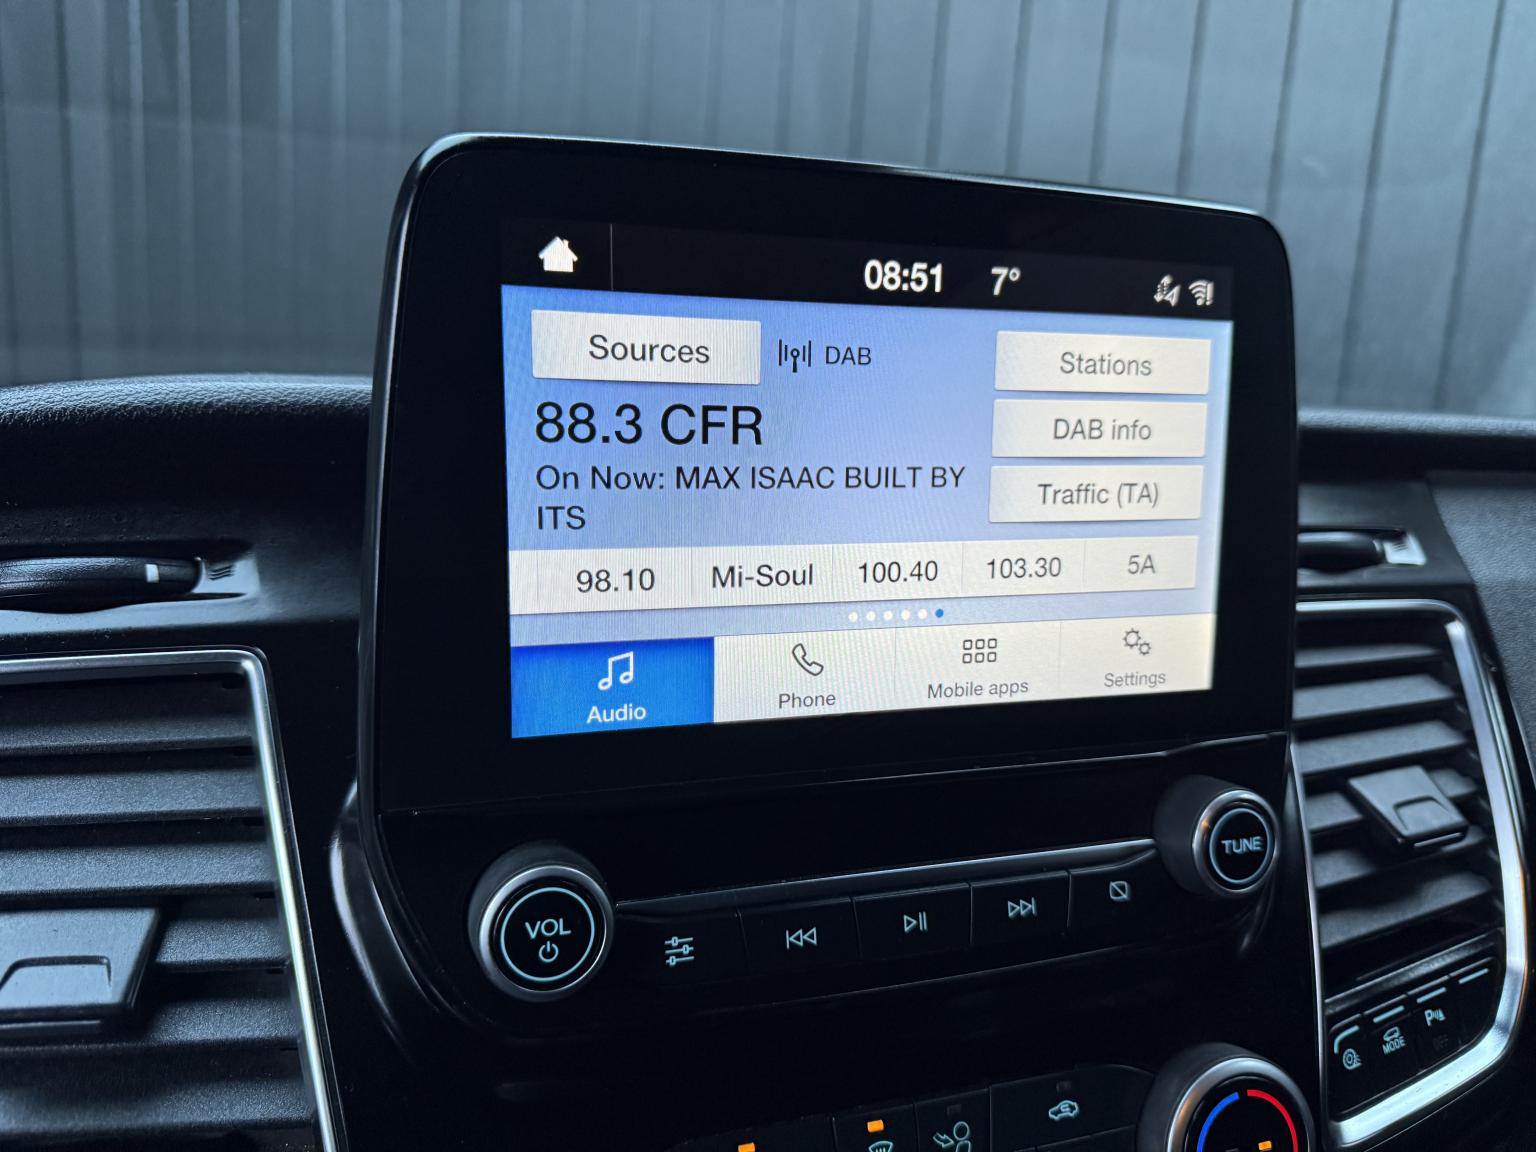 08:51 7°
Sources DAB Stations
88.3 CFR
DAB info
On Now: MAX ISAAC BUILT BY
ITS
Traffic (TA)
98.10 Mi-Soul 100.40 103.30 5A
Audio Phone Mobile apps Settings
VOL
TUNE
MODE
P